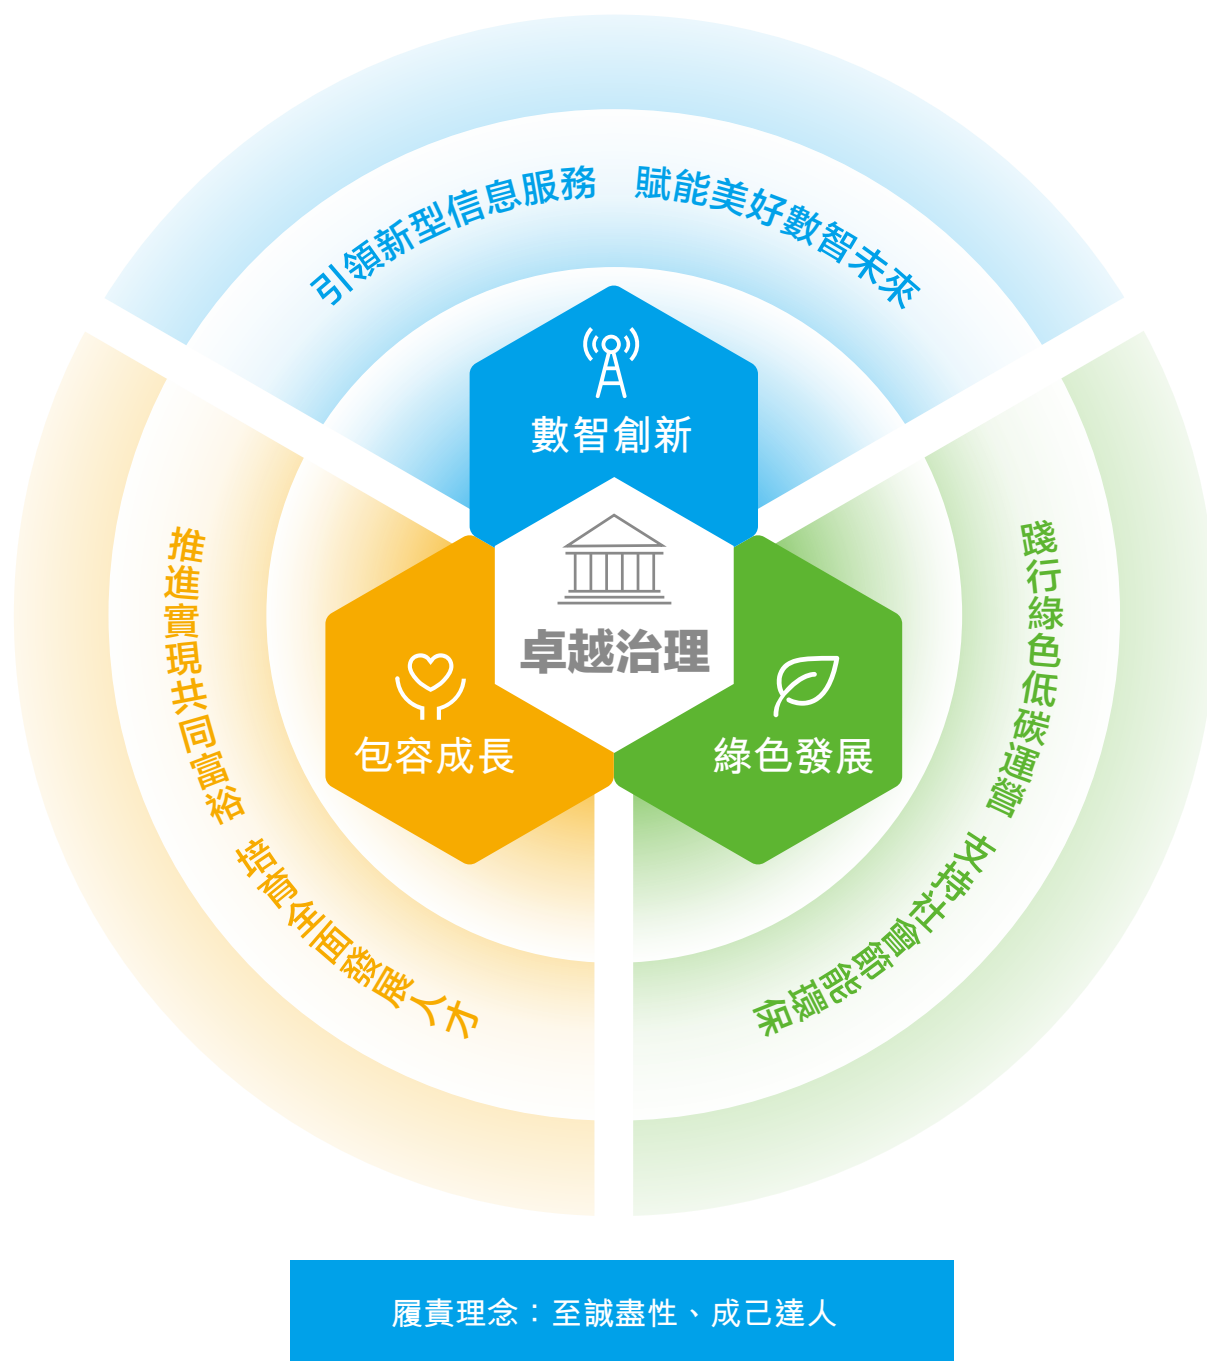 引領新型信息服務　賦能美好數智未來
數智創新
卓越治理
推進實現共同富裕　培育全面發展人才
包容成長
踐行綠色低碳運營　支持社會節能環保
綠色發展
履責理念：至誠盡性、成己達人